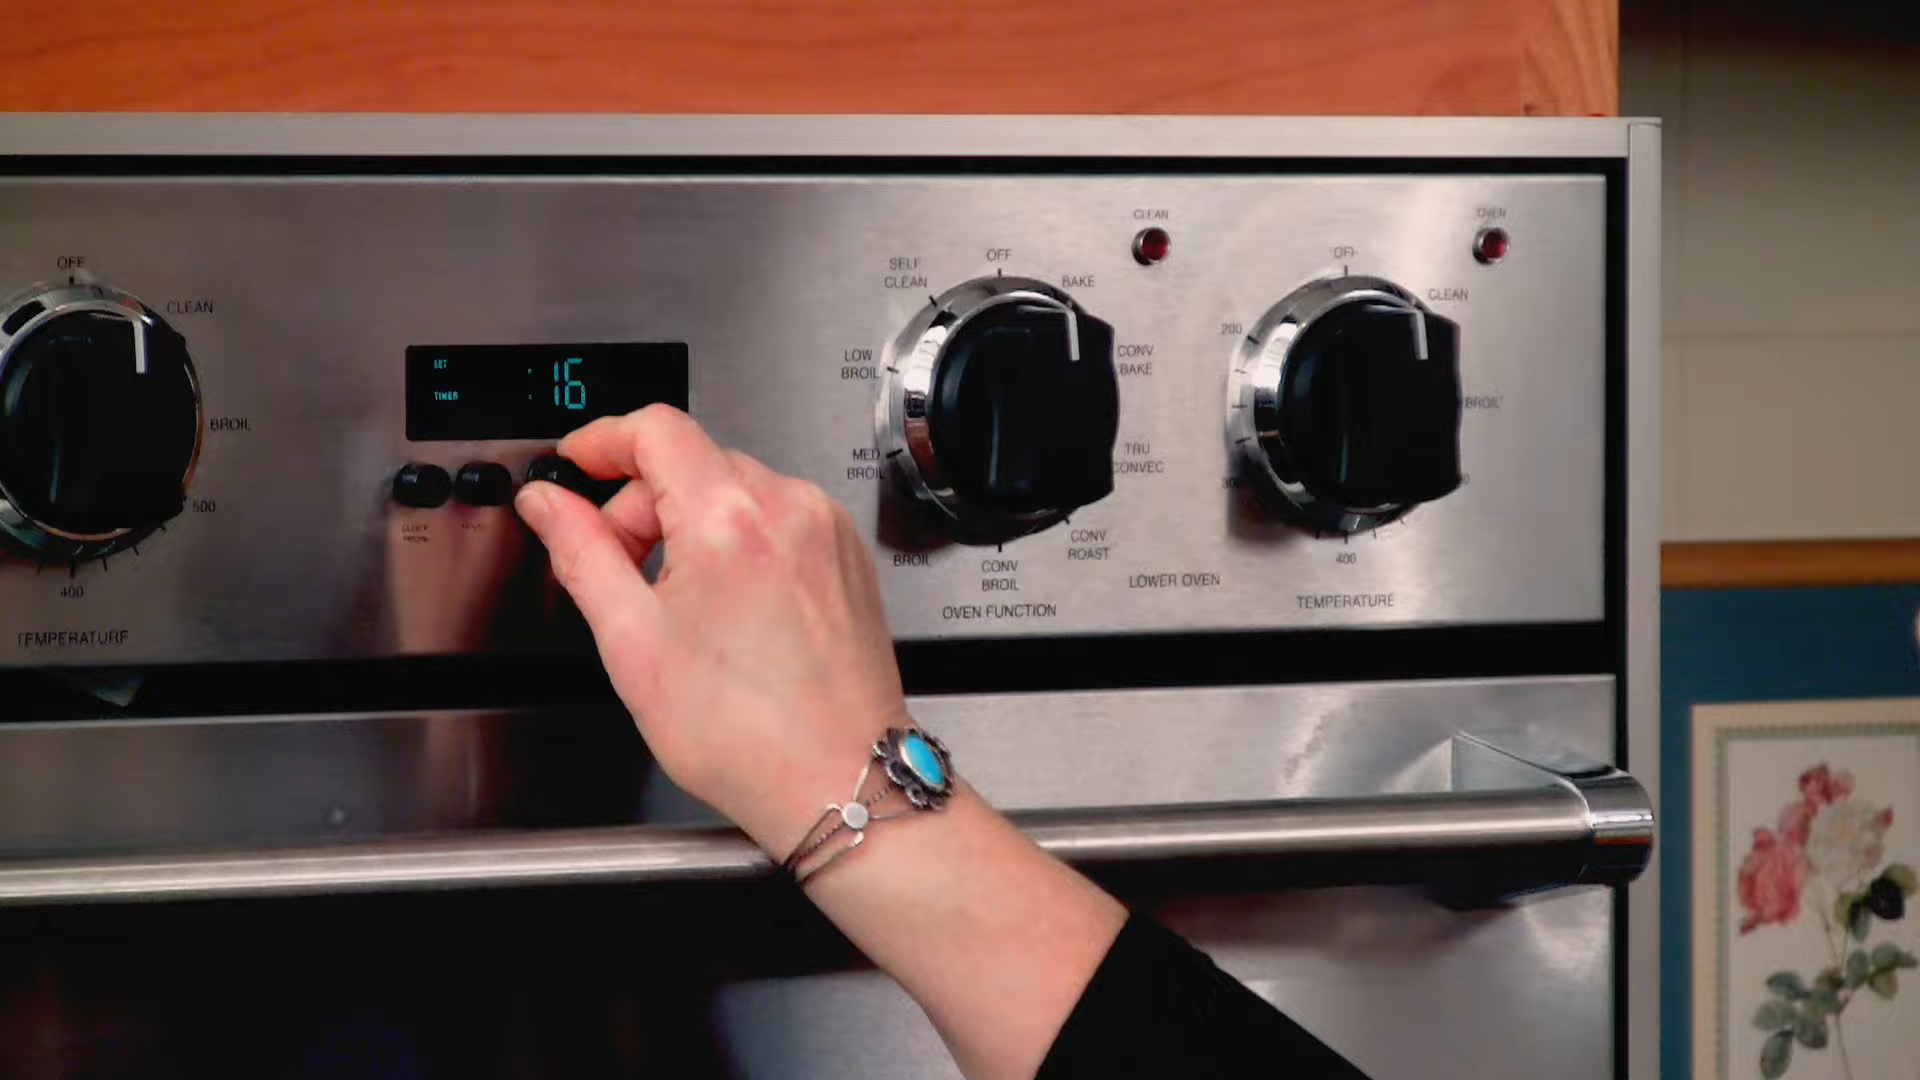 OFF
CLEAN
BROIL
500
400
TEMPERATURE
SET
TIMER
:16
CLOCK
OFF
BAKE
CONV
BAKE
TRU
CONVEC
CONV
ROAST
CONV
BROIL
BROIL
MED
BROIL
LOW
BROIL
SELF
CLEAN
OVEN FUNCTION
CLEAN
LOWER OVEN
OFF
CLEAN
BROIL
400
200
TEMPERATURE
OVEN